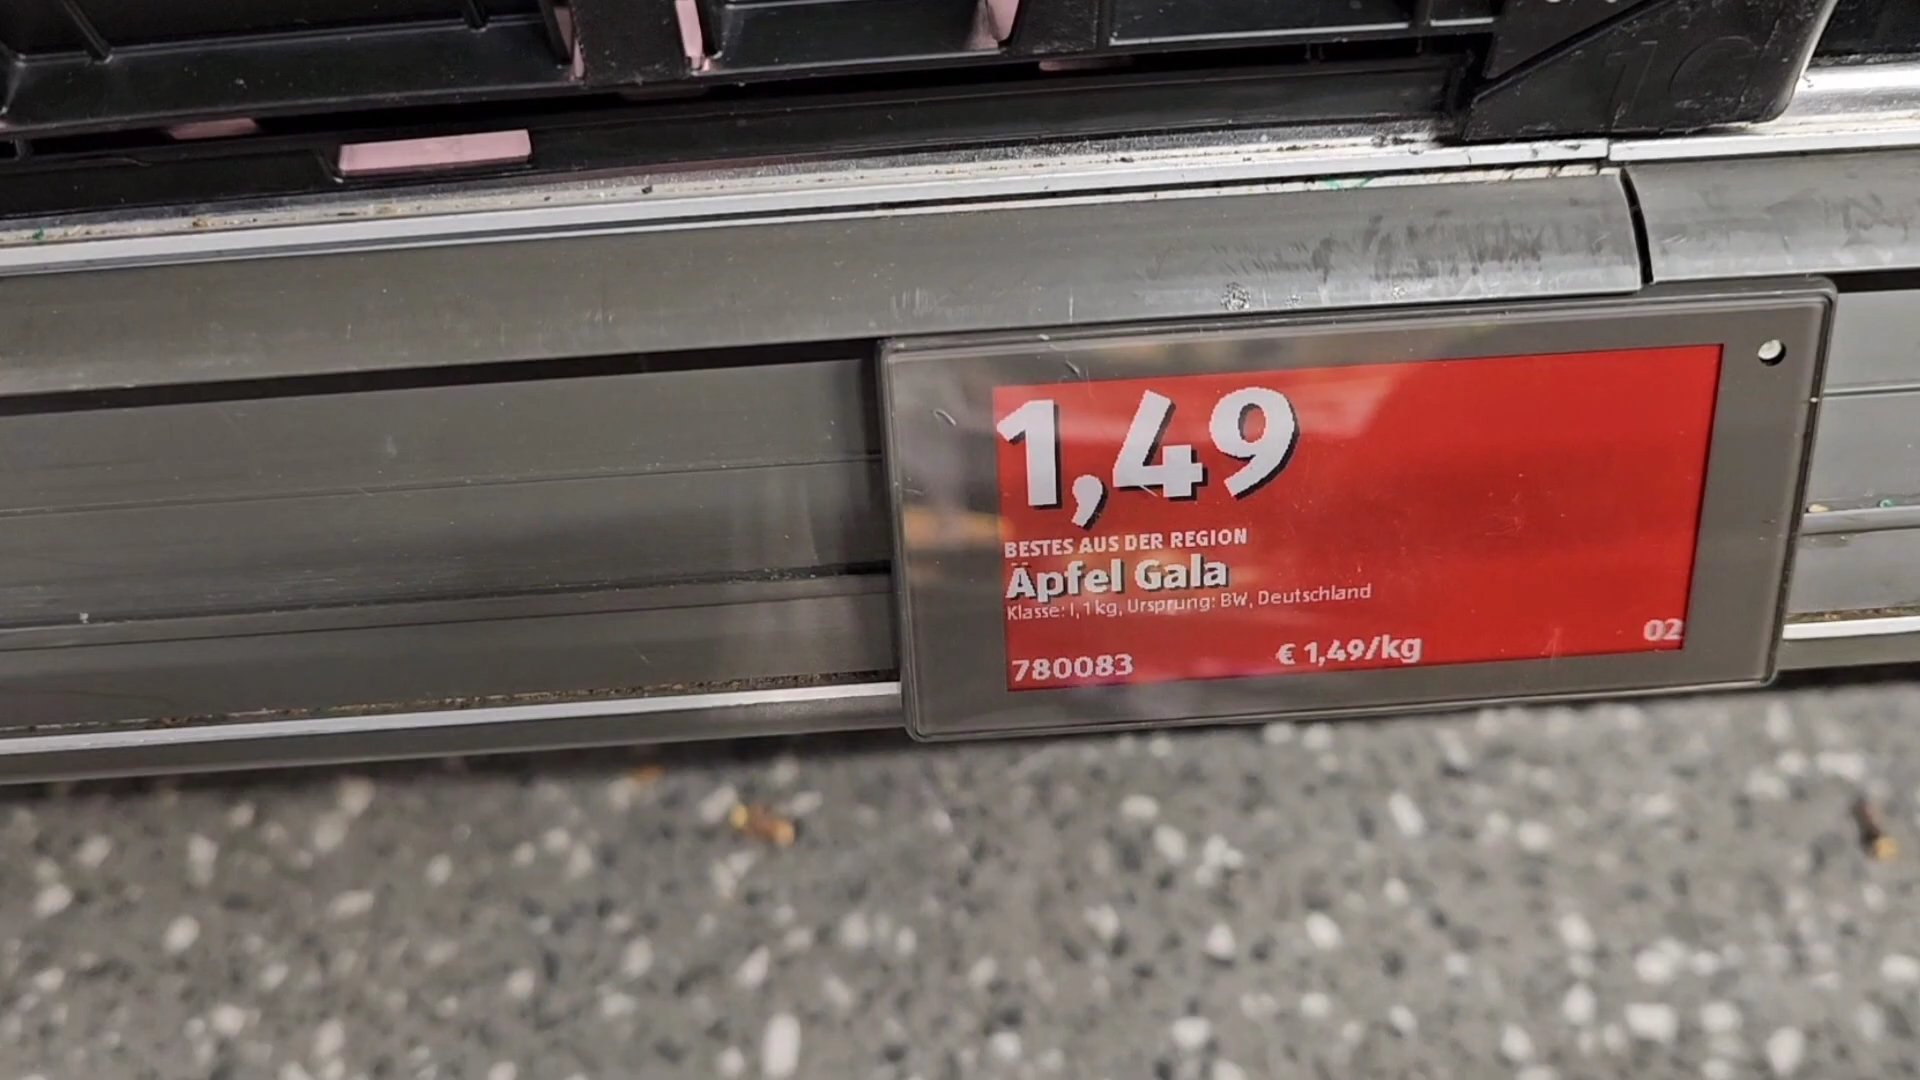 1,49
BESTES AUS DER REGION
Äpfel Gala
Klasse: I, 1kg, Ursprung: BW, Deutschland
780083 € 1,49/kg 02